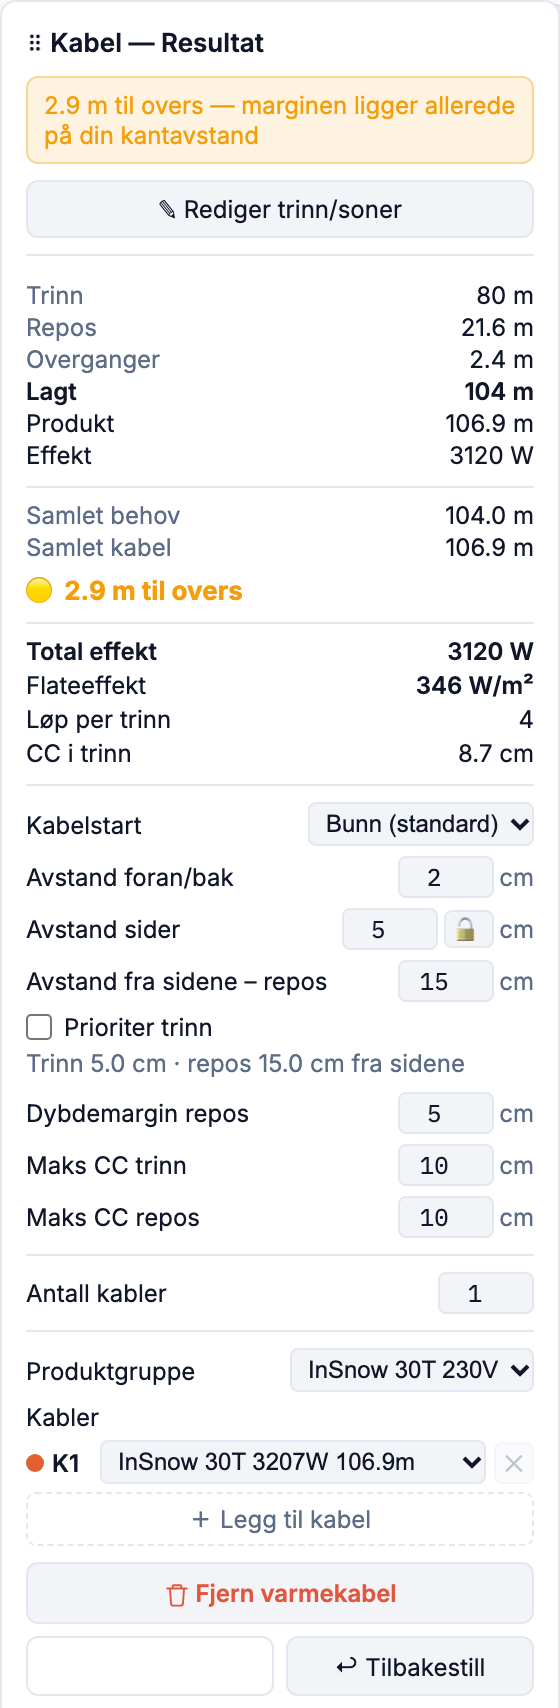 ⠿ Kabel — Resultat
2.9 m til overs — marginen ligger allerede
på din kantavstand
✎ Rediger trinn/soner
Trinn 80 m
Repos 21.6 m
Overganger 2.4 m
Lagt 104 m
Produkt 106.9 m
Effekt 3120 W
Samlet behov 104.0 m
Samlet kabel 106.9 m
🟡 2.9 m til overs
Total effekt 3120 W
Flateeffekt 346 W/m²
Løp per trinn 4
CC i trinn 8.7 cm
Kabelstart Bunn (standard)
Avstand foran/bak 2 cm
Avstand sider 5 🔓 cm
Avstand fra sidene – repos 15 cm
Prioriter trinn
Trinn 5.0 cm · repos 15.0 cm fra sidene
Dybdemargin repos 5 cm
Maks CC trinn 10 cm
Maks CC repos 10 cm
Antall kabler 1
Produktgruppe InSnow 30T 230V
Kabler
K1 InSnow 30T 3207W 106.9m ×
+ Legg til kabel
Fjern varmekabel
↩ Tilbakestill